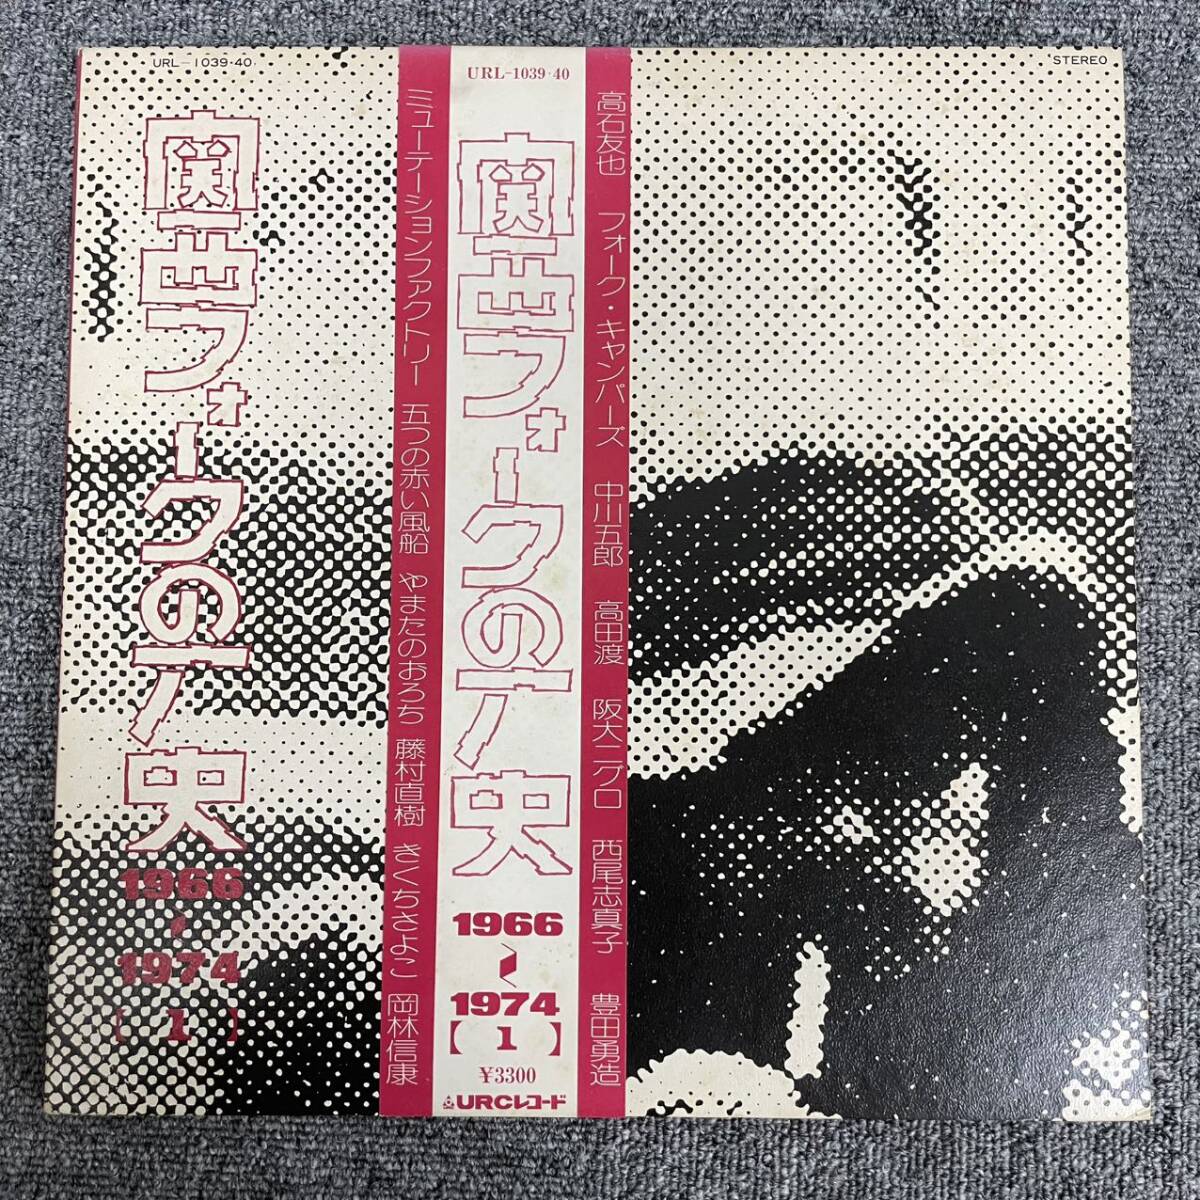 URL-1039・40
STEREO
関西フォークの歴史
1966
〜
1974
【1】
URL-1039・40
関西フォークの歴史
1966
〜
1974
【1】
¥3300
URCレコード
高石友也 フォーク・キャンパーズ 中川五郎 高田渡 阪大ニグロ 西尾志真子 豊田勇造
ミューテーションファクトリー 五つの赤い風船 やまたのおろち 藤村直樹 きくちさよこ 岡林信康